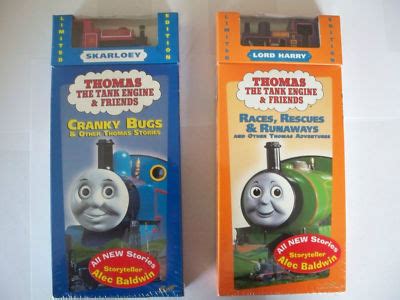 LIMITED
EDITION
SKARLOEY
THOMAS
THE TANK ENGINE
& FRIENDS
CRANKY BUGS
& OTHER THOMAS STORIES
All NEW Stories
Storyteller
Alec Baldwin
LIMITED
EDITION
LORD HARRY
THOMAS
THE TANK ENGINE
& FRIENDS
RACES, RESCUES
& RUNAWAYS
AND OTHER THOMAS ADVENTURES
All NEW Stories
Storyteller
Alec Baldwin